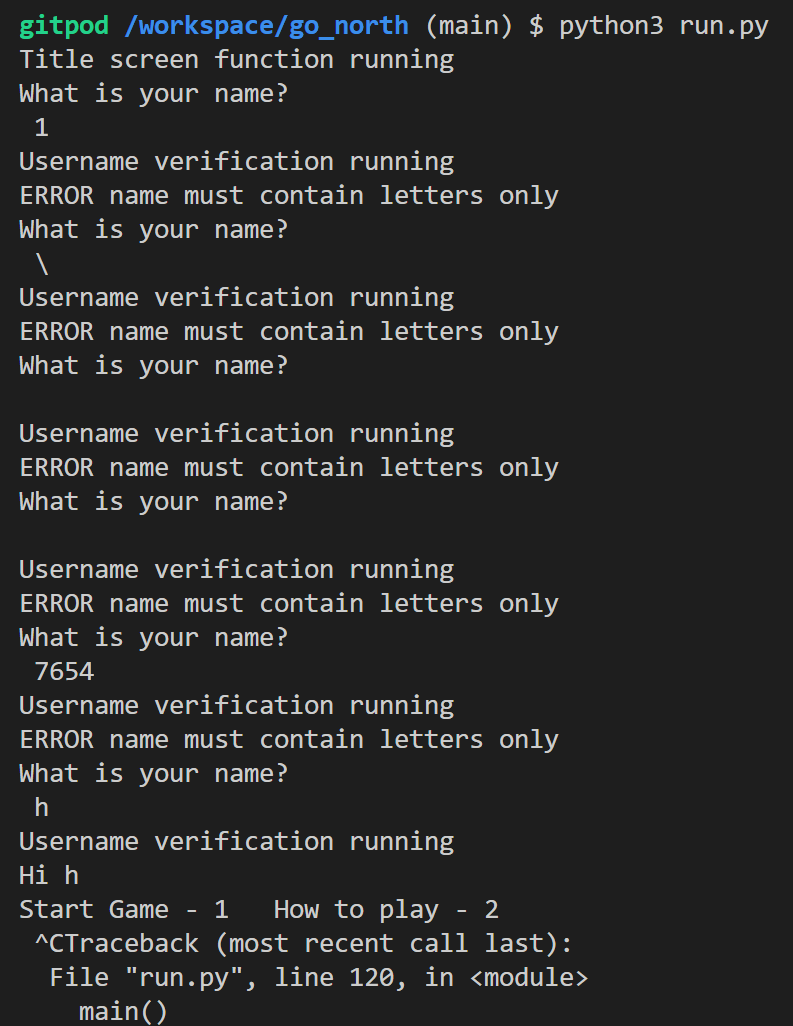 gitpod /workspace/go_north (main) $ python3 run.py
Title screen function running
What is your name?
1
Username verification running
ERROR name must contain letters only
What is your name?
\
Username verification running
ERROR name must contain letters only
What is your name?
Username verification running
ERROR name must contain letters only
What is your name?
Username verification running
ERROR name must contain letters only
What is your name?
7654
Username verification running
ERROR name must contain letters only
What is your name?
h
Username verification running
Hi h
Start Game - 1   How to play - 2
^CTraceback (most recent call last):
File "run.py", line 120, in <module>
main()